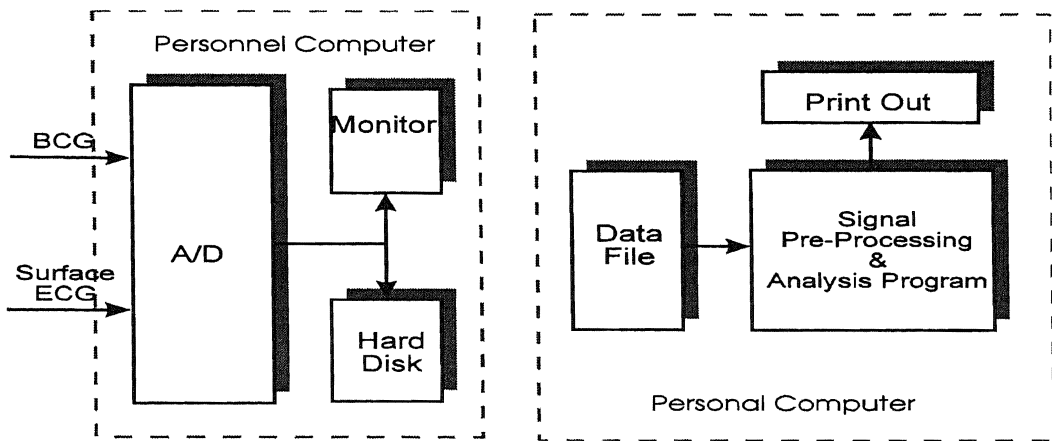 Personnel Computer
BCG
Surface
ECG
A/D
Monitor
Hard
Disk
Print Out
Data
File
Signal
Pre-Processing
&
Analysis Program
Personal Computer